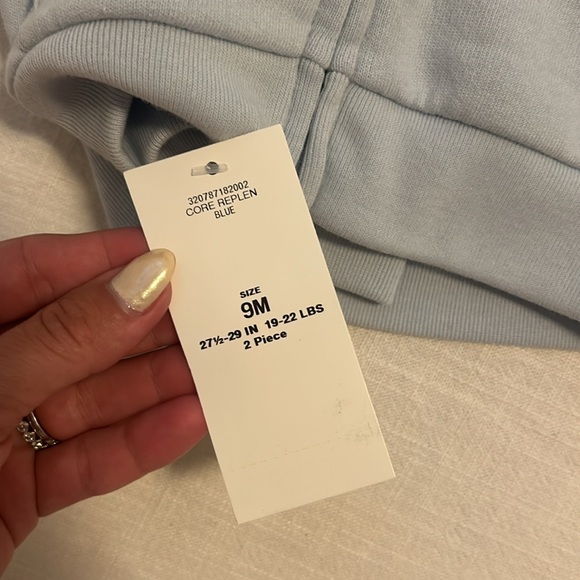 320787182002
CORE REPLEN
BLUE
SIZE
9M
27½-29 IN 19-22 LBS
2 Piece